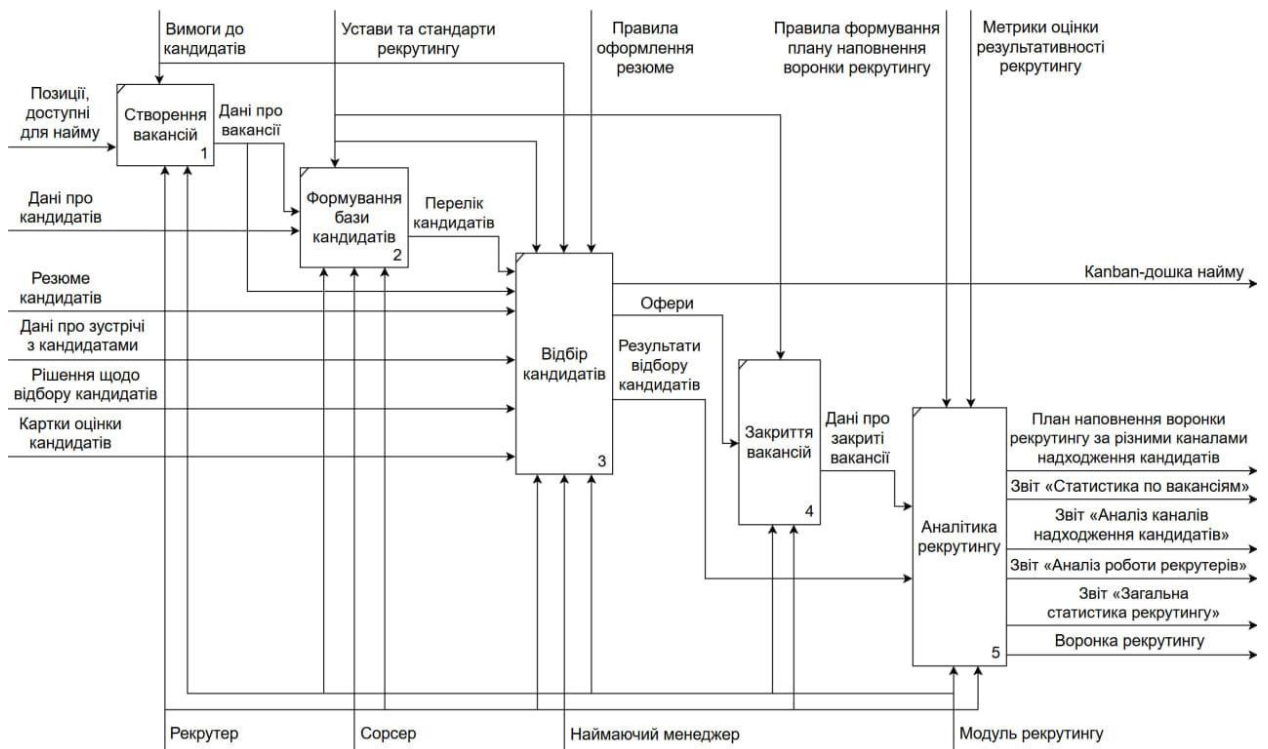 Вимоги до
кандидатів
Устави та стандарти
рекрутингу
Правила
оформлення
резюме
Правила формування
плану наповнення
воронки рекрутингу
Метрики оцінки
результативності
рекрутингу
Позиції,
доступні
для найму
Створення
вакансій
1
Дані про
вакансії
Дані про
кандидатів
Формування
бази
кандидатів
2
Перелік
кандидатів
Резюме
кандидатів
Дані про зустрічі
з кандидатами
Рішення щодо
відбору кандидатів
Картки оцінки
кандидатів
Відбір
кандидатів
3
Kanban-дошка найму
Офери
Результати
відбору
кандидатів
Закриття
вакансій
4
Дані про
закриті
вакансії
Аналітика
рекрутингу
5
План наповнення воронки
рекрутингу за різними каналами
надходження кандидатів
Звіт «Статистика по вакансіям»
Звіт «Аналіз каналів
надходження кандидатів»
Звіт «Аналіз роботи рекрутерів»
Звіт «Загальна
статистика рекрутингу»
Воронка рекрутингу
Рекрутер
Сорсер
Наймаючий менеджер
Модуль рекрутингу